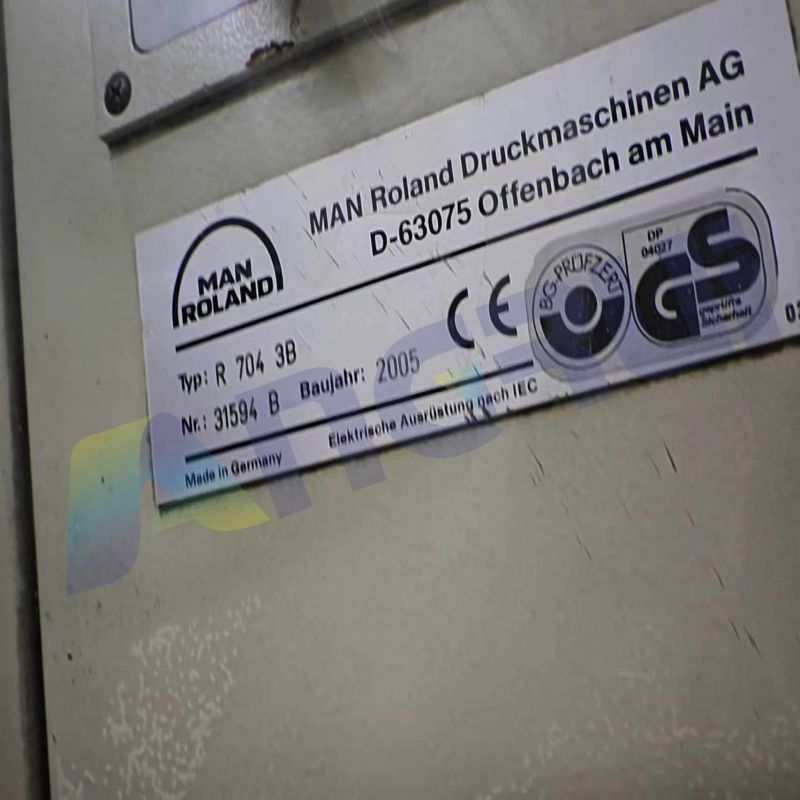 MAN Roland Druckmaschinen AG
D-63075 Offenbach am Main
MAN
ROLAND
Typ: R 704 3B
Nr.: 31594 B Baujahr: 2005
CE
BG-PRÜFZERT
DP
04027
GS
geprüfte
Sicherheit
Made in Germany
Elektrische Ausrüstung nach IEC